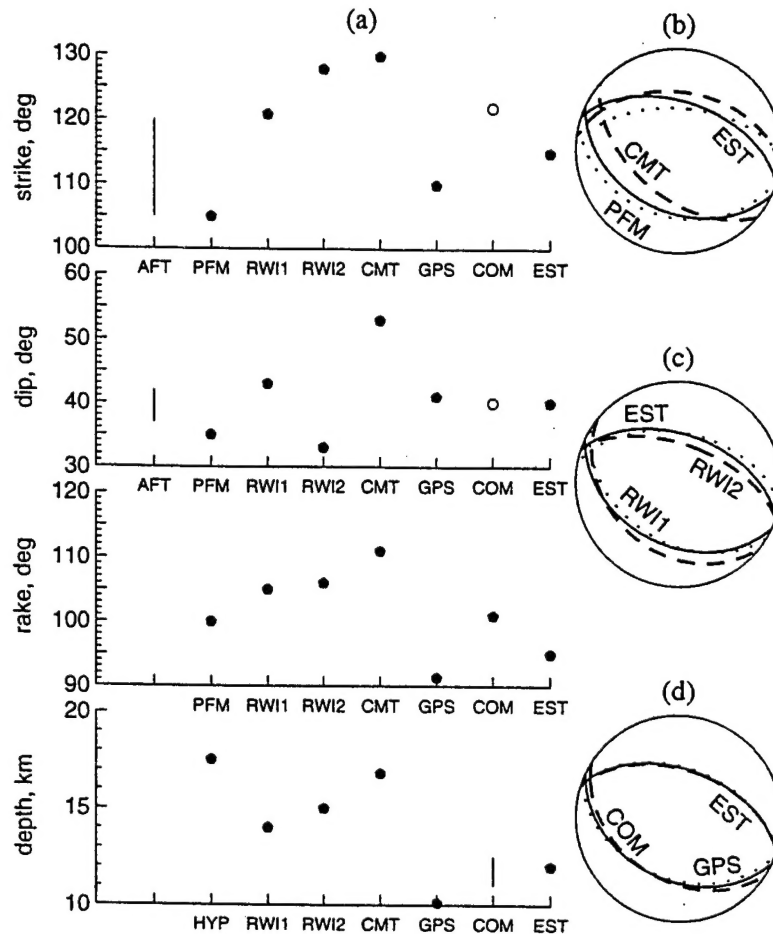 (a)
130
120
110
100
strike, deg
AFT PFM RWI1 RWI2 CMT GPS COM EST
60
50
40
30
dip, deg
AFT PFM RWI1 RWI2 CMT GPS COM EST
120
110
100
90
rake, deg
PFM RWI1 RWI2 CMT GPS COM EST
20
15
10
depth, km
HYP RWI1 RWI2 CMT GPS COM EST
(b)
EST
CMT
PFM
(c)
EST
RWI2
RWI1
(d)
EST
COM
GPS